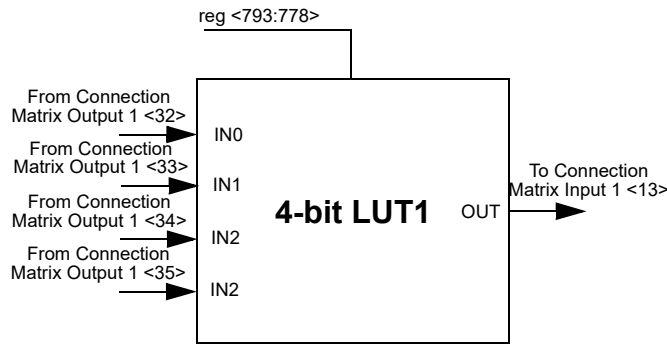 reg <793:778>
From Connection
Matrix Output 1 <32>
IN0
From Connection
Matrix Output 1 <33>
IN1
From Connection
Matrix Output 1 <34>
IN2
From Connection
Matrix Output 1 <35>
IN2
4-bit LUT1
OUT
To Connection
Matrix Input 1 <13>